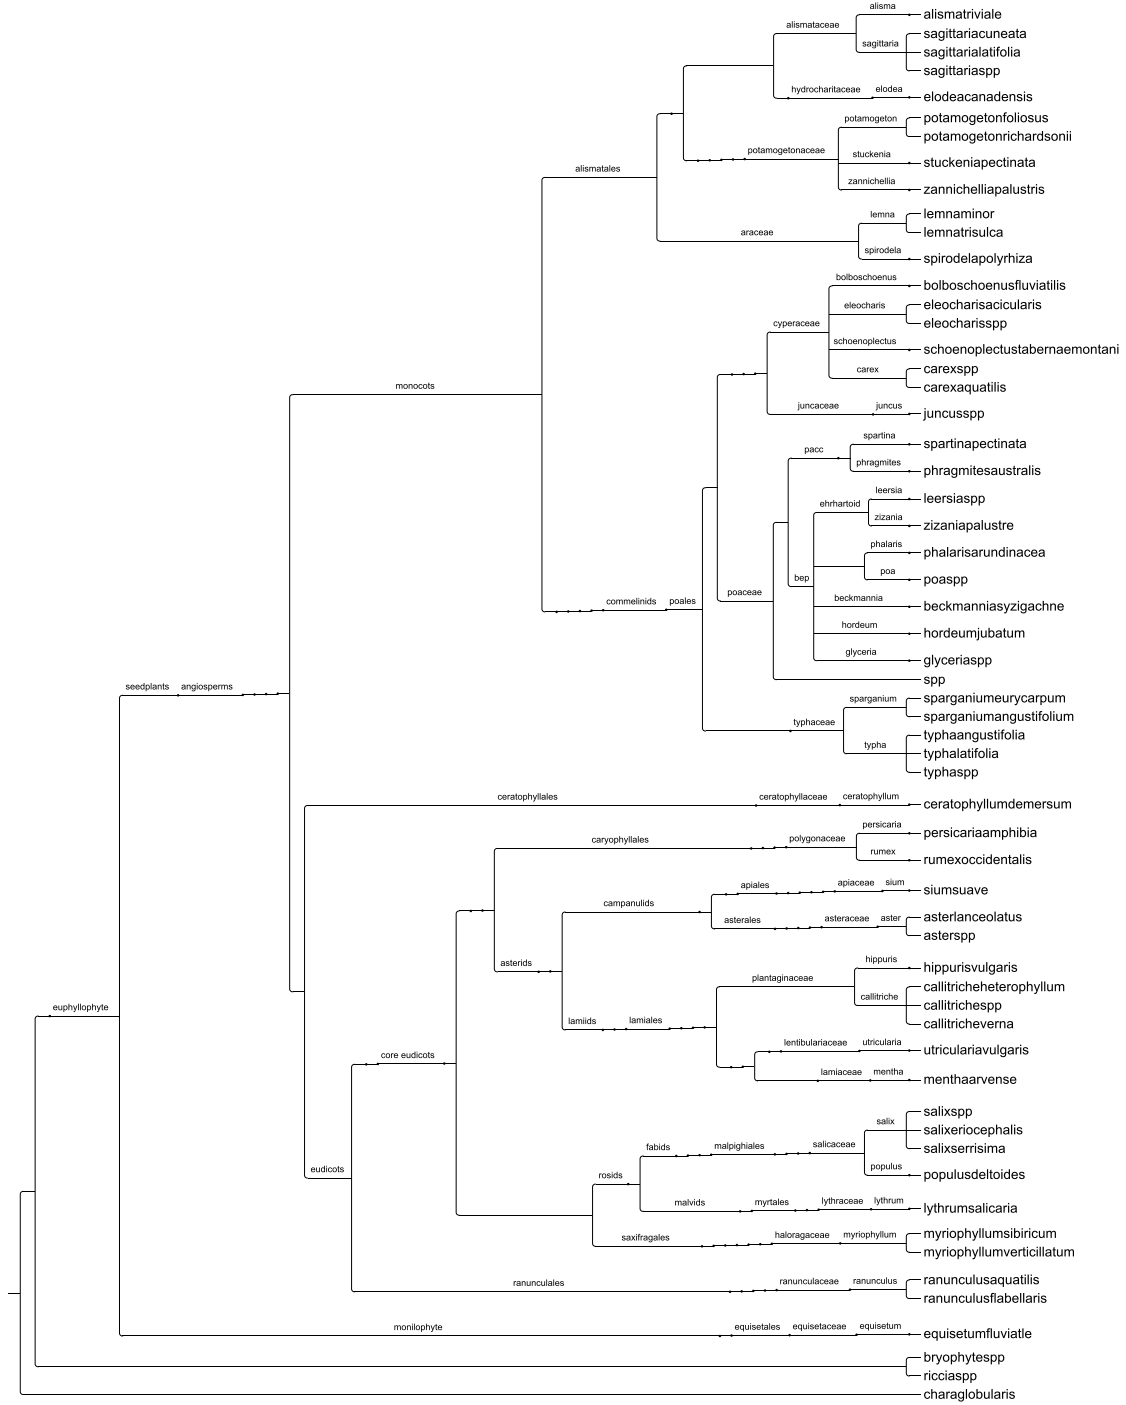 alisma
alismatriviale
alismataceae
sagittariacuneata
sagittaria
sagittarialatifolia
sagittariaspp
hydrocharitaceae
elodea
elodeacanadensis
potamogeton
potamogetonfoliosus
potamogetonrichardsonii
potamogetonaceae
stuckenia
stuckeniapectinata
alismatales
zannichellia
zannichelliapalustris
lemna
lemnaminor
lemnatrisulca
araceae
spirodela
spirodelapolyrhiza
bolboschoenus
bolboschoenusfluviatilis
eleocharis
eleocharisacicularis
eleocharisspp
cyperaceae
schoenoplectus
schoenoplectustabernaemontani
carex
carexspp
carexaquatilis
monocots
juncaceae
juncus
juncusspp
spartina
spartinapectinata
pacc
phragmites
phragmitesaustralis
leersia
leersiaspp
ehrhartoid
zizania
zizaniapalustre
phalaris
phalarisarundinacea
bep
poa
poaspp
poaceae
commelinids
poales
beckmannia
beckmanniasyzigachne
hordeum
hordeumjubatum
glyceria
glyceriaspp
spp
seedplants
angiosperms
sparganium
sparganiumeurycarpum
sparganiumangustifolium
typhaceae
typhaangustifolia
typha
typhalatifolia
typhaspp
ceratophyllales
ceratophyllaceae
ceratophyllum
ceratophyllumdemersum
persicaria
persicariaamphibia
caryophyllales
polygonaceae
rumex
rumexoccidentalis
apiales
apiaceae
sium
siumsuave
campanulids
asterales
asteraceae
aster
asterlanceolatus
asterspp
asterids
hippuris
hippurisvulgaris
plantaginaceae
callitricheheterophyllum
callitriche
callitrichespp
euphyllophyte
lamiids
lamiales
callitricheverna
lentibulariaceae
utricularia
utriculariavulgaris
core eudicots
lamiaceae
mentha
menthaarvense
salixspp
salix
salixeriocephalis
fabids
malpighiales
salicaceae
salixserrisima
eudicots
rosids
populus
populusdeltoides
malvids
myrtales
lythraceae
lythrum
lythrumsalicaria
saxifragales
haloragaceae
myriophyllum
myriophyllumsibiricum
myriophyllumverticillatum
ranunculales
ranunculaceae
ranunculus
ranunculusaquatilis
ranunculusflabellaris
monilophyte
equisetales
equisetaceae
equisetum
equisetumfluviatle
bryophytespp
ricciaspp
charaglobularis